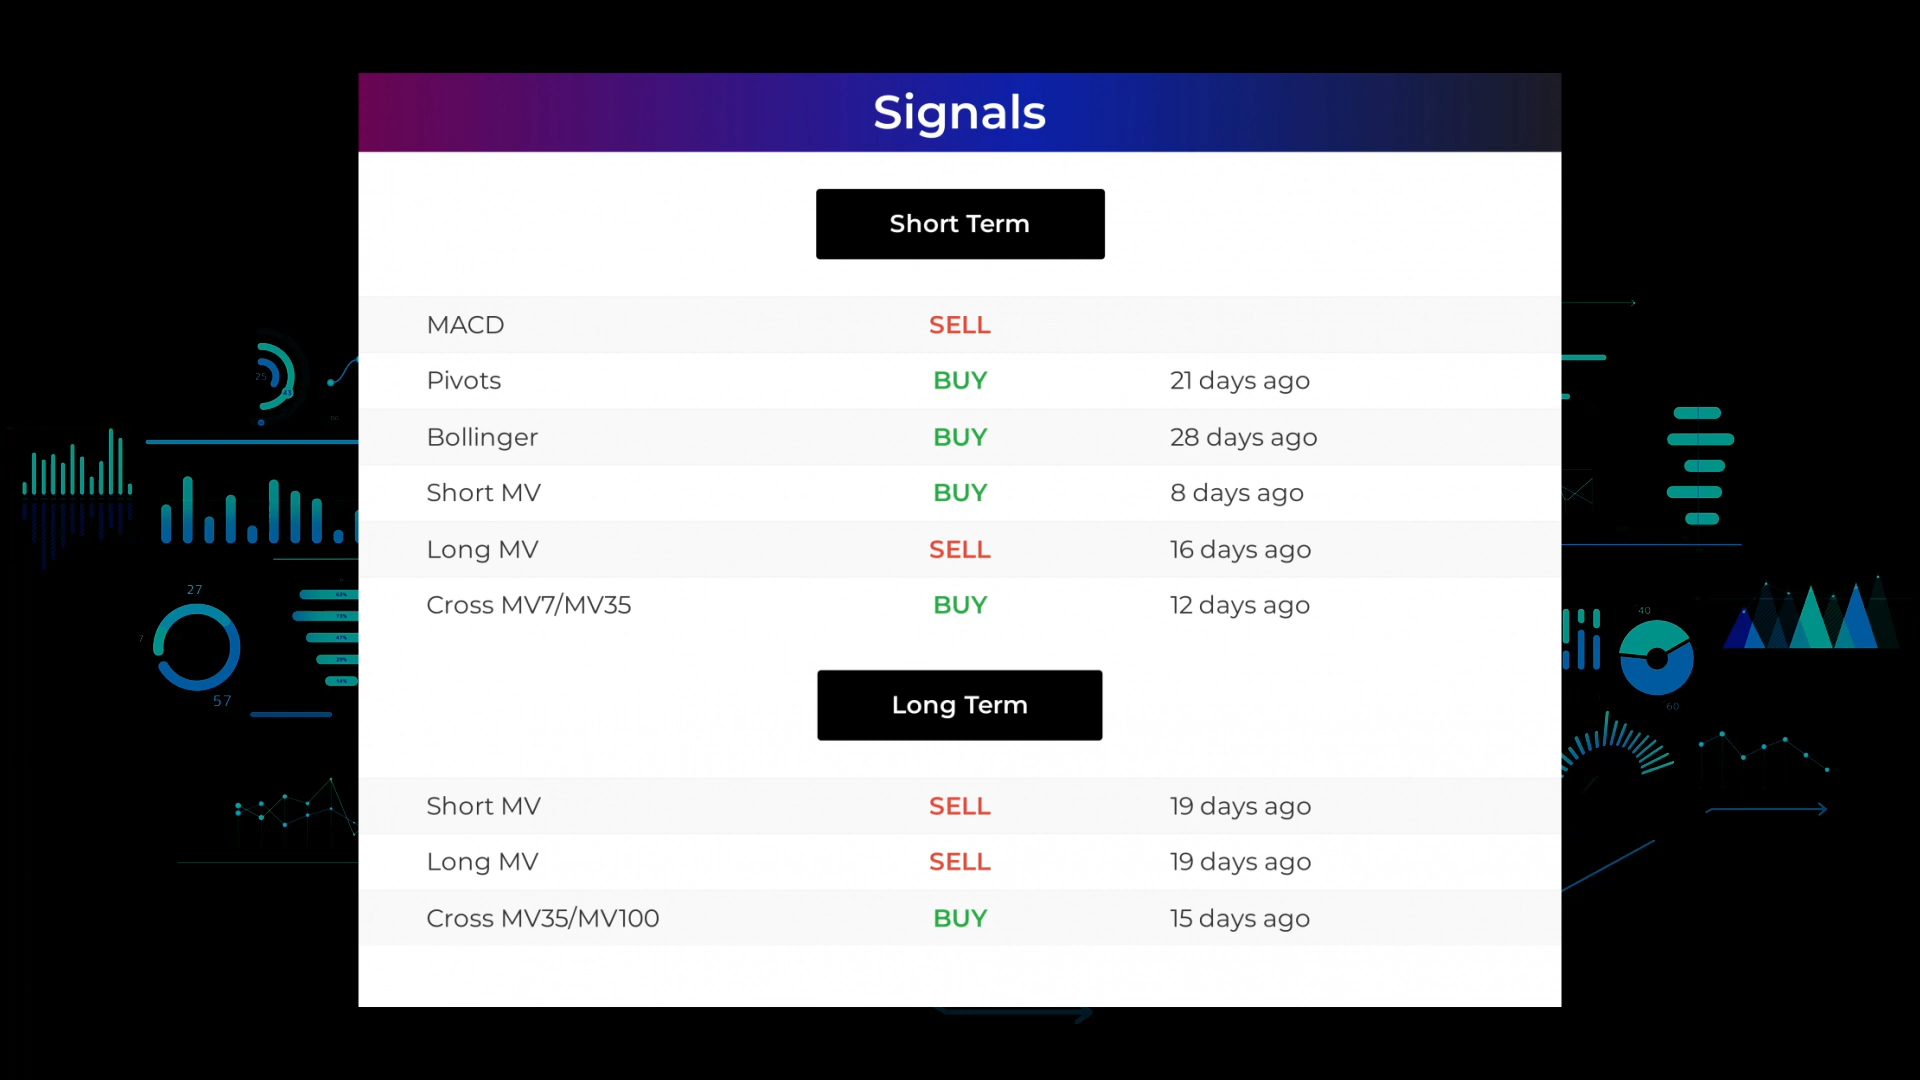 Signals
Short Term
MACD SELL
Pivots BUY 21 days ago
Bollinger BUY 28 days ago
Short MV BUY 8 days ago
Long MV SELL 16 days ago
Cross MV7/MV35 BUY 12 days ago
Long Term
Short MV SELL 19 days ago
Long MV SELL 19 days ago
Cross MV35/MV100 BUY 15 days ago
25
27
7
57
40
60